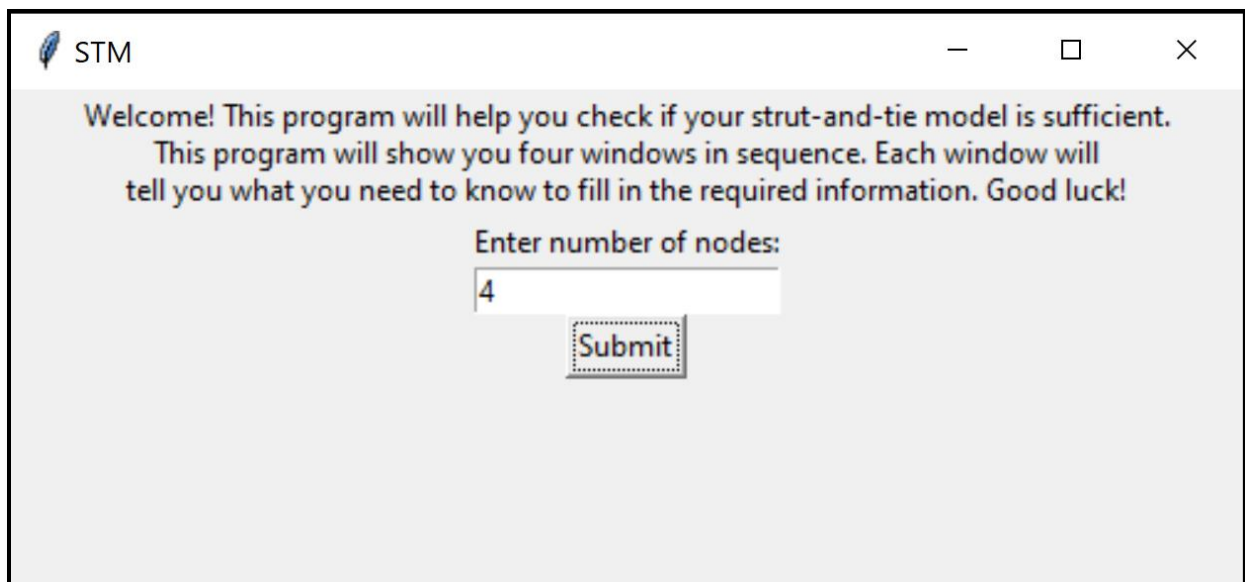 STM
Welcome! This program will help you check if your strut-and-tie model is sufficient.
This program will show you four windows in sequence. Each window will
tell you what you need to know to fill in the required information. Good luck!
Enter number of nodes:
4
Submit